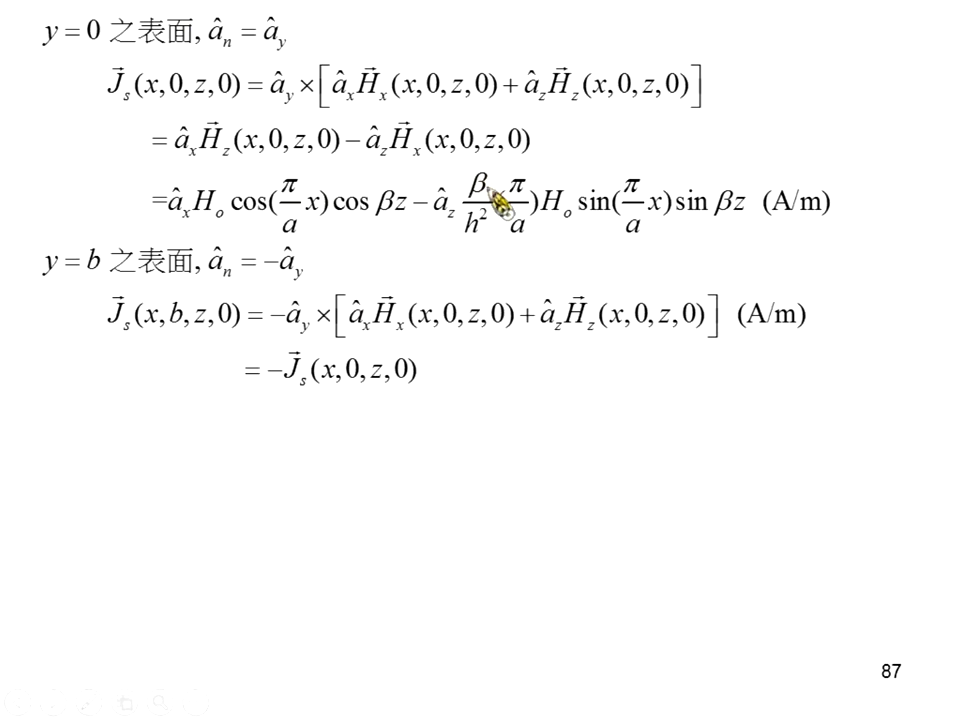 y = 0 之表面, â_n = â_y
J⃗_s(x,0,z,0) = â_y × [ â_x H⃗_x(x,0,z,0) + â_z H⃗_z(x,0,z,0) ]
= â_x H⃗_z(x,0,z,0) − â_z H⃗_x(x,0,z,0)
= â_x H_o cos(π/a x) cos βz − â_z β/h² (π/a) H_o sin(π/a x) sin βz (A/m)
y = b 之表面, â_n = −â_y
J⃗_s(x,b,z,0) = −â_y × [ â_x H⃗_x(x,0,z,0) + â_z H⃗_z(x,0,z,0) ] (A/m)
= −J⃗_s(x,0,z,0)
87